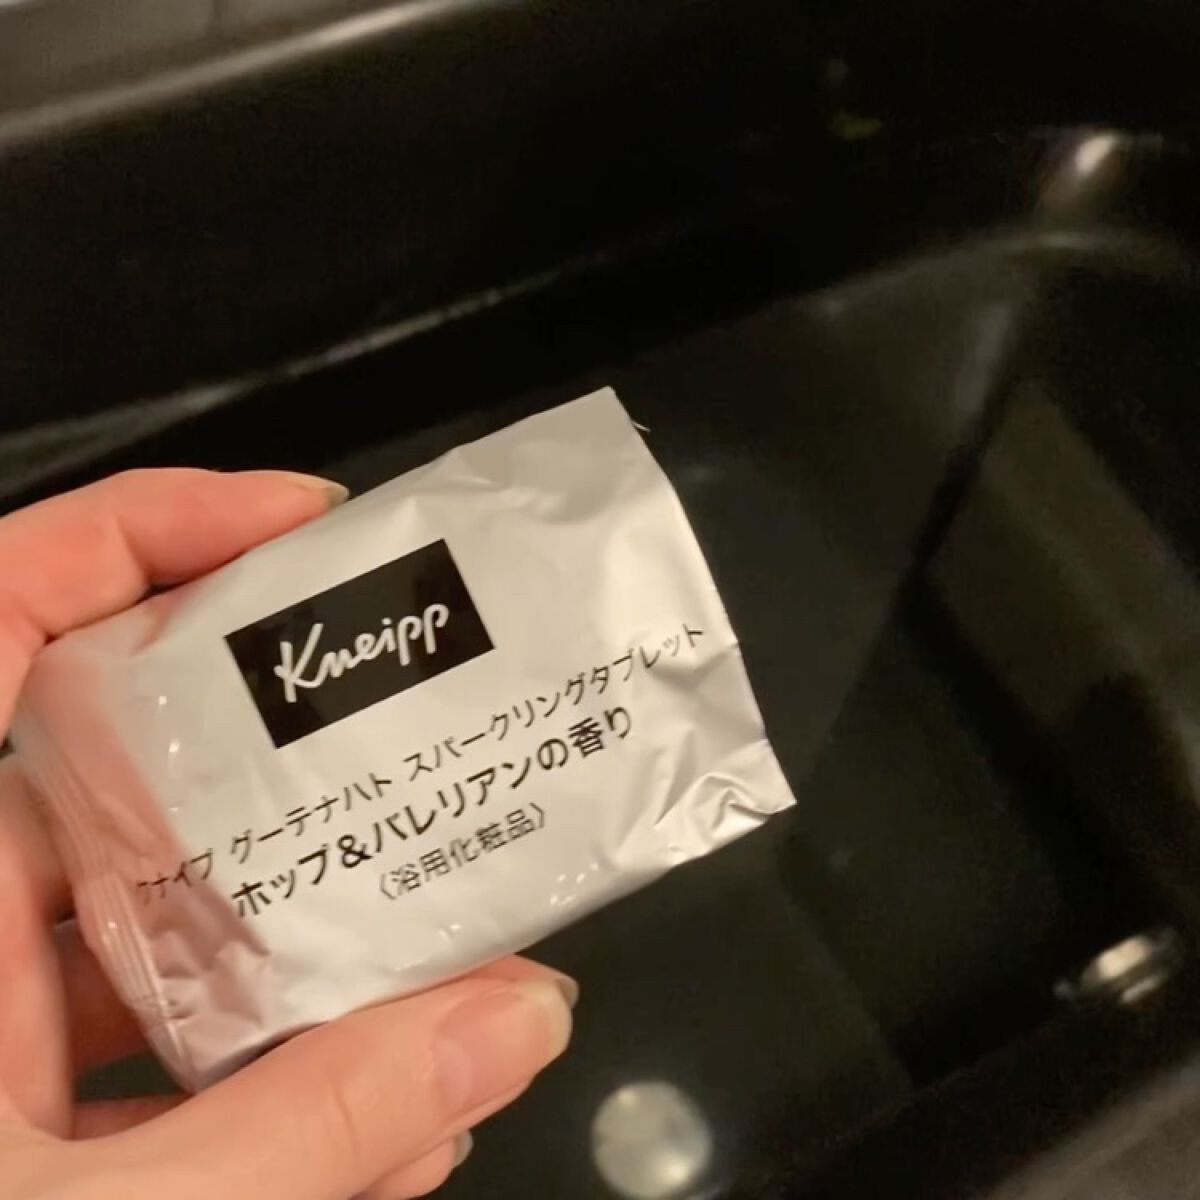 Kneipp
クナイプ グーテナハト スパークリングタブレット
ホップ&バレリアンの香り
〈浴用化粧品〉